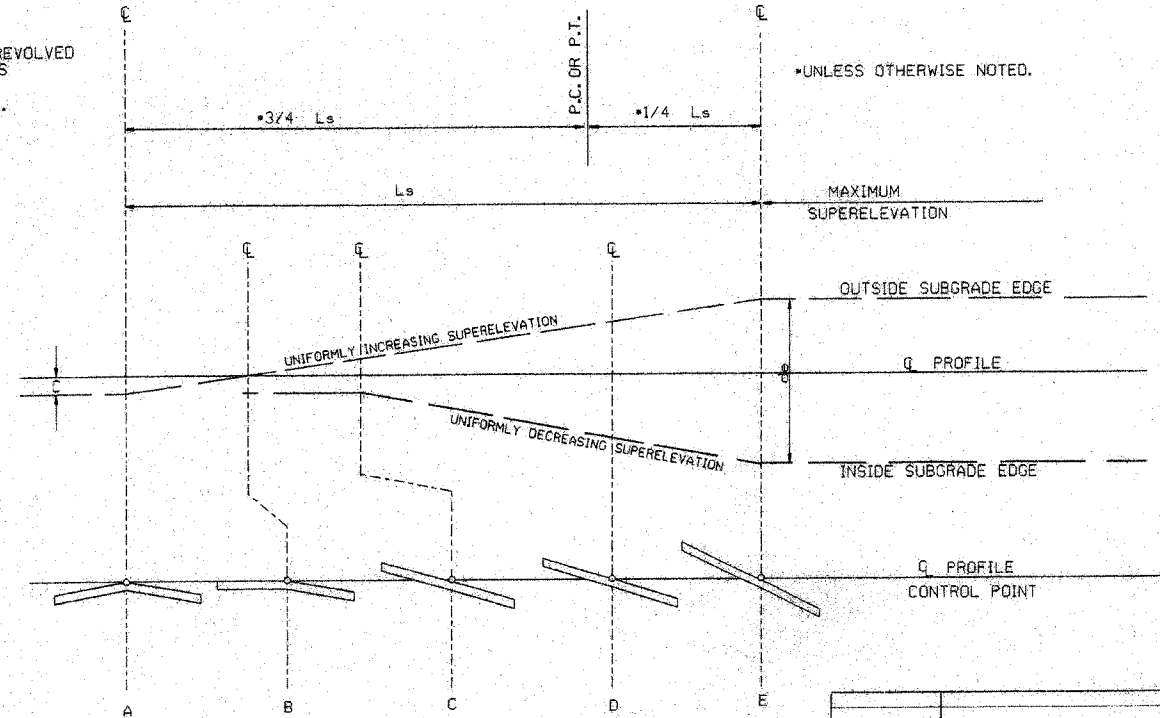 ℄
℄
REVOLVED
S
.
P.C. OR P.T.
*UNLESS OTHERWISE NOTED.
*3/4 Ls
*1/4 Ls
Ls
MAXIMUM
SUPERELEVATION
℄
℄
℄
OUTSIDE SUBGRADE EDGE
UNIFORMLY INCREASING SUPERELEVATION
℄ PROFILE
C
UNIFORMLY DECREASING SUPERELEVATION
INSIDE SUBGRADE EDGE
℄ PROFILE
CONTROL POINT
A
B
C
D
E